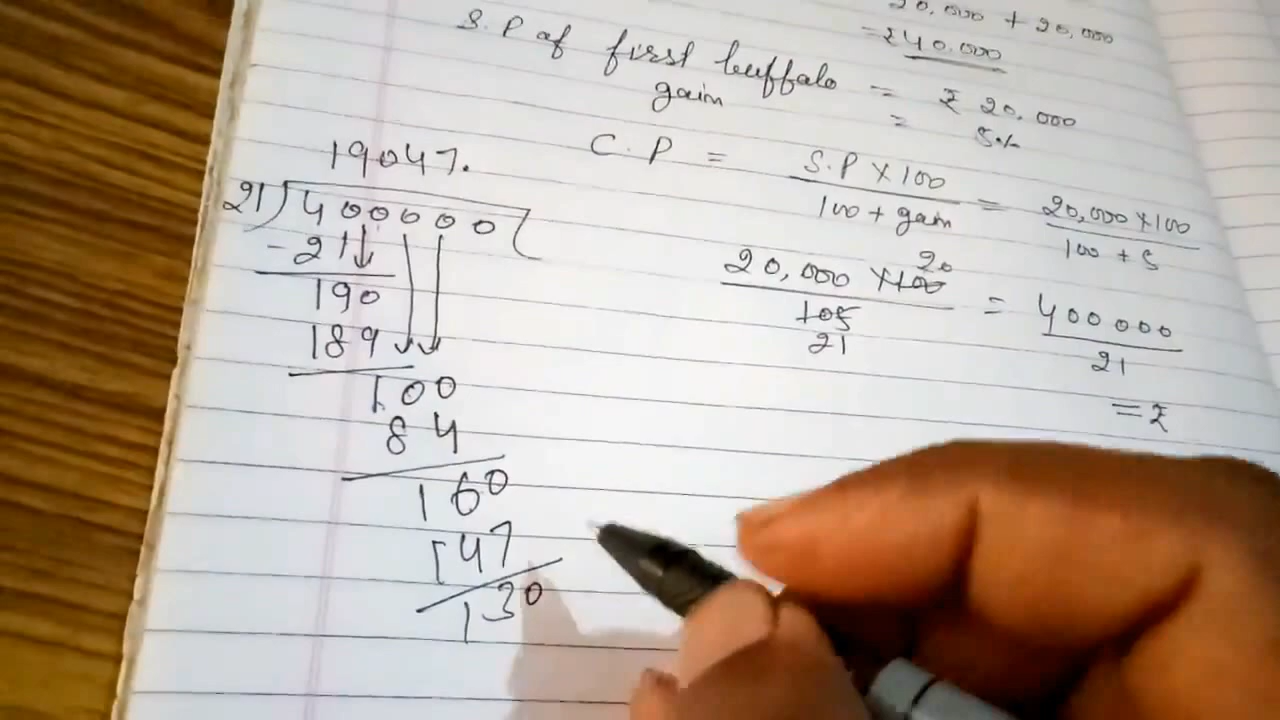 20,000 + 20,000
= ₹ 40.000
S.P of first buffalo = ₹ 20.000
gain = 5%
C.P = S.P × 100 / 100 + gain = 20,000 × 100 / 100 + 5
20
20,000 × 100 / 105 = 400000 / 21
21
= ₹
19047.
21 ) 400000 (
- 21
190
189
100
84
160
147
130